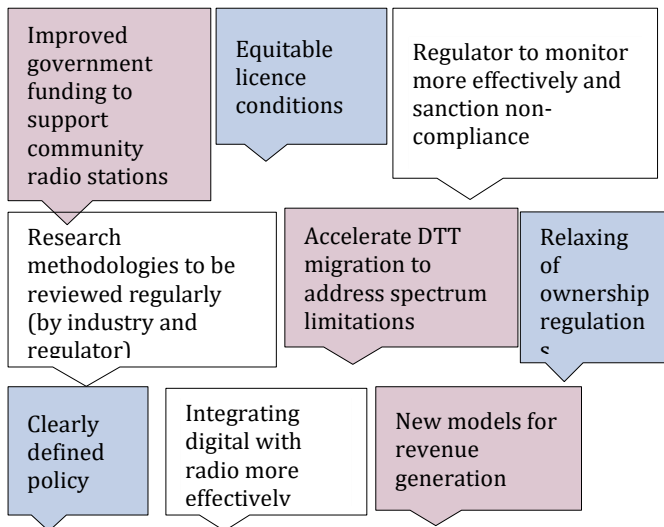 Improved
government
funding to
support
community
radio stations
Equitable
licence
conditions
Regulator to monitor
more effectively and
sanction non-
compliance
Research
methodologies to be
reviewed regularly
(by industry and
regulator)
Accelerate DTT
migration to
address spectrum
limitations
Relaxing
of
ownership
regulation
s
Clearly
defined
policy
Integrating
digital with
radio more
effectively
New models for
revenue
generation